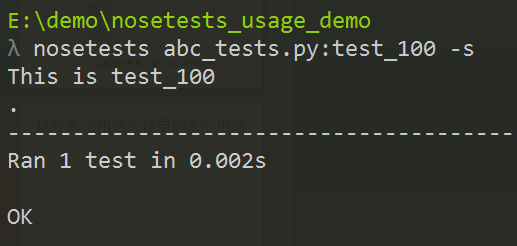 E:\demo\nosetests_usage_demo
λ nosetests abc_tests.py:test_100 -s
This is test_100
.
---------------------------------------
Ran 1 test in 0.002s
OK